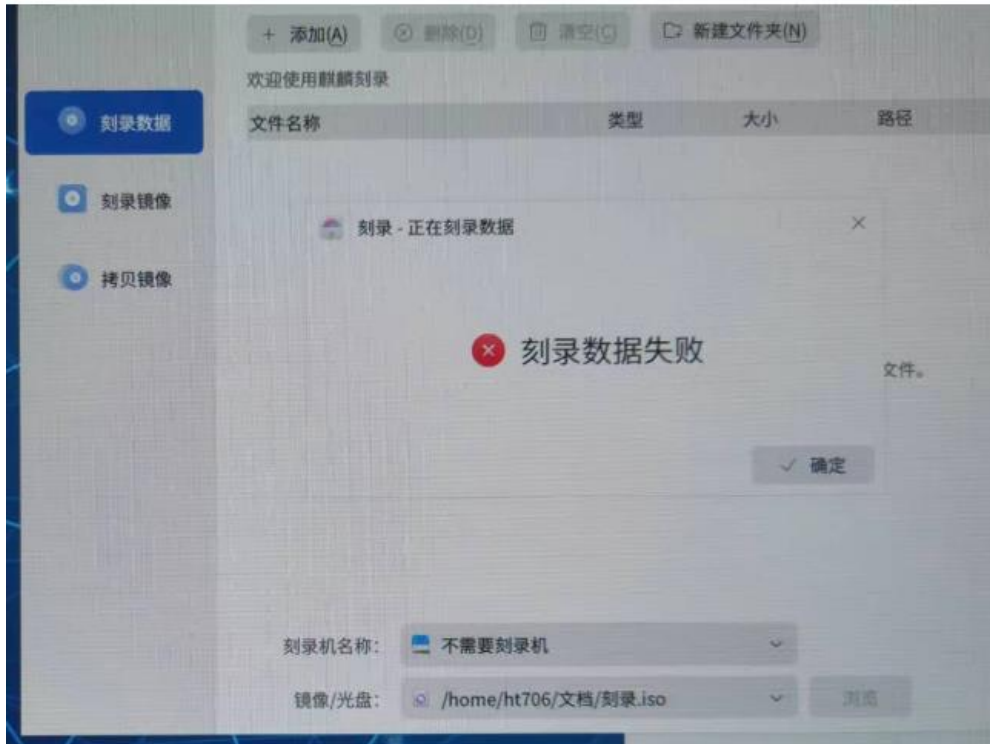 + 添加(A) 删除(D) 清空(C) 新建文件夹(N)
欢迎使用麒麟刻录
刻录数据
文件名称 类型 大小 路径
刻录镜像
刻录 - 正在刻录数据
拷贝镜像
刻录数据失败
文件。
确定
刻录机名称: 不需要刻录机
镜像/光盘: /home/ht706/文档/刻录.iso 浏览